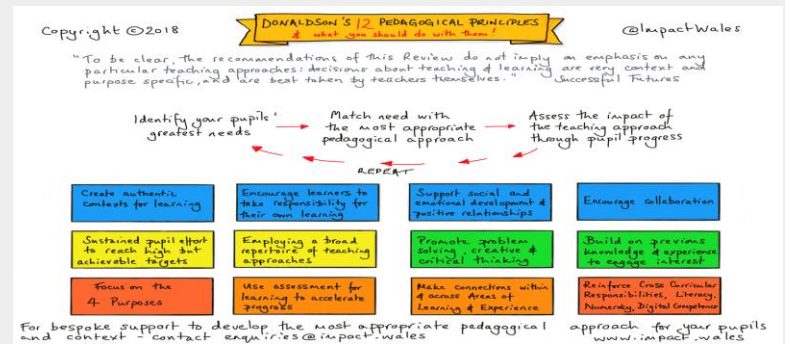 Copyright ©2018
DONALDSON'S 12 PEDAGOGICAL PRINCIPLES
& what you should do with them!
@ImpactWales
"To be clear, the recommendations of this Review do not imply an emphasis on any
particular teaching approaches: decisions about teaching & learning are very context and
purpose specific, and are best taken by teachers themselves." Successful Futures
Identify your pupils'
greatest needs
Match need with
the most appropriate
pedagogical approach
Assess the impact of
the teaching approach
through pupil progress
REPEAT
Create authentic
contexts for learning
Encourage learners to
take responsibility for
their own learning
Support social and
emotional development &
positive relationships
Encourage Collaboration
Sustained pupil effort
to reach high but
achievable targets
Employing a broad
repertoire of teaching
approaches
Promote problem
solving, creative &
critical thinking
Build on previous
knowledge & experience
to engage interest
Focus on the
4 Purposes
Use assessment for
learning to accelerate
progress
Make connections within
& across Areas of
Learning & Experience
Reinforce Cross Curricular
Responsibilities, Literacy,
Numeracy, Digital Competence
For bespoke support to develop the most appropriate pedagogical approach for your pupils
and context - contact enquiries@impact.wales www.impact.wales